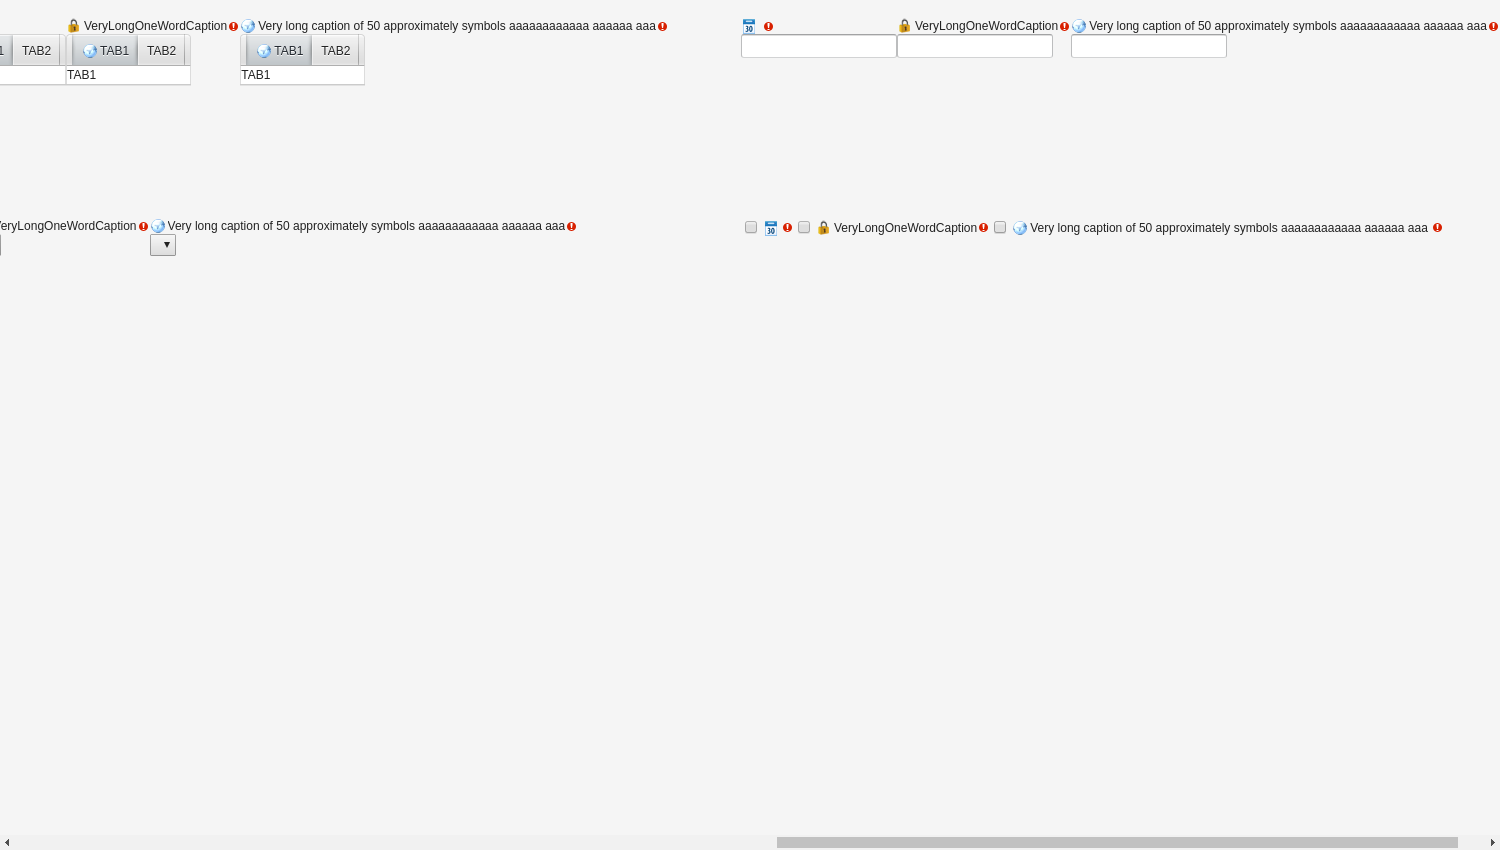 VeryLongOneWordCaption Very long caption of 50 approximately symbols aaaaaaaaaaaa aaaaaa aaa 30 VeryLongOneWordCaption Very long caption of 50 approximately symbols aaaaaaaaaaaa aaaaaa aaa
1 TAB2 TAB1 TAB2 TAB1 TAB2
TAB1 TAB1
eryLongOneWordCaption Very long caption of 50 approximately symbols aaaaaaaaaaaa aaaaaa aaa 30 VeryLongOneWordCaption Very long caption of 50 approximately symbols aaaaaaaaaaaa aaaaaa aaa